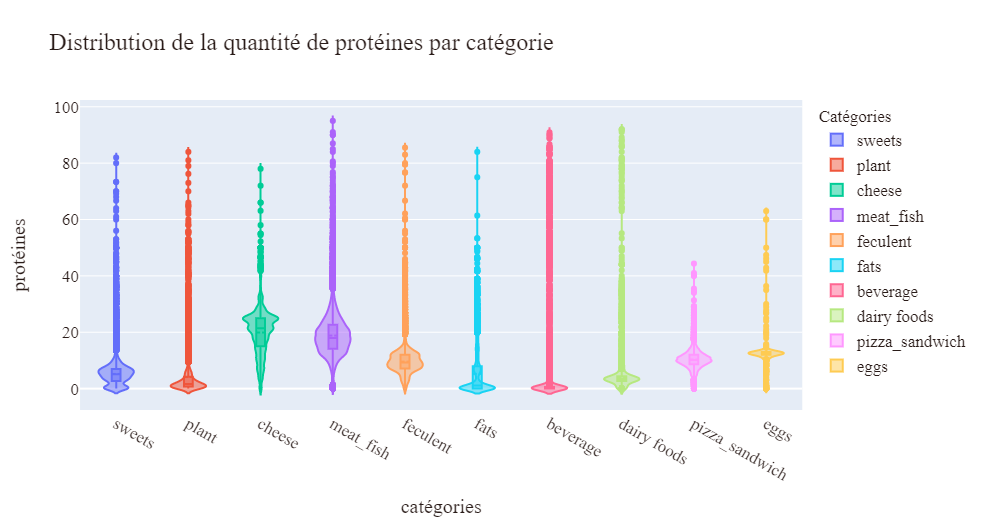 Distribution de la quantité de protéines par catégorie
protéines
100
80
60
40
20
0
sweets
plant
cheese
meat_fish
feculent
fats
beverage
dairy foods
pizza_sandwich
eggs
catégories
Catégories
sweets
plant
cheese
meat_fish
feculent
fats
beverage
dairy foods
pizza_sandwich
eggs